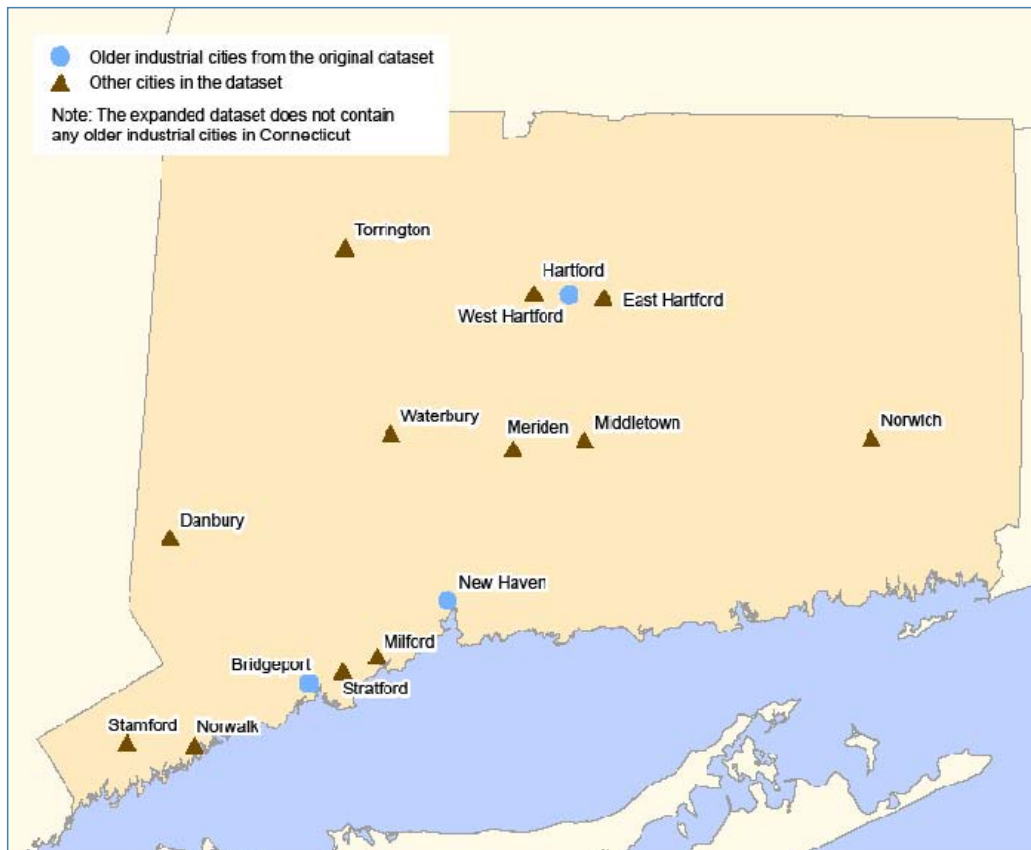 Older industrial cities from the original dataset
Other cities in the dataset
Note: The expanded dataset does not contain
any older industrial cities in Connecticut
Torrington
Hartford
West Hartford
East Hartford
Waterbury
Meriden
Middletown
Norwich
Danbury
New Haven
Milford
Bridgeport
Stratford
Stamford
Norwalk